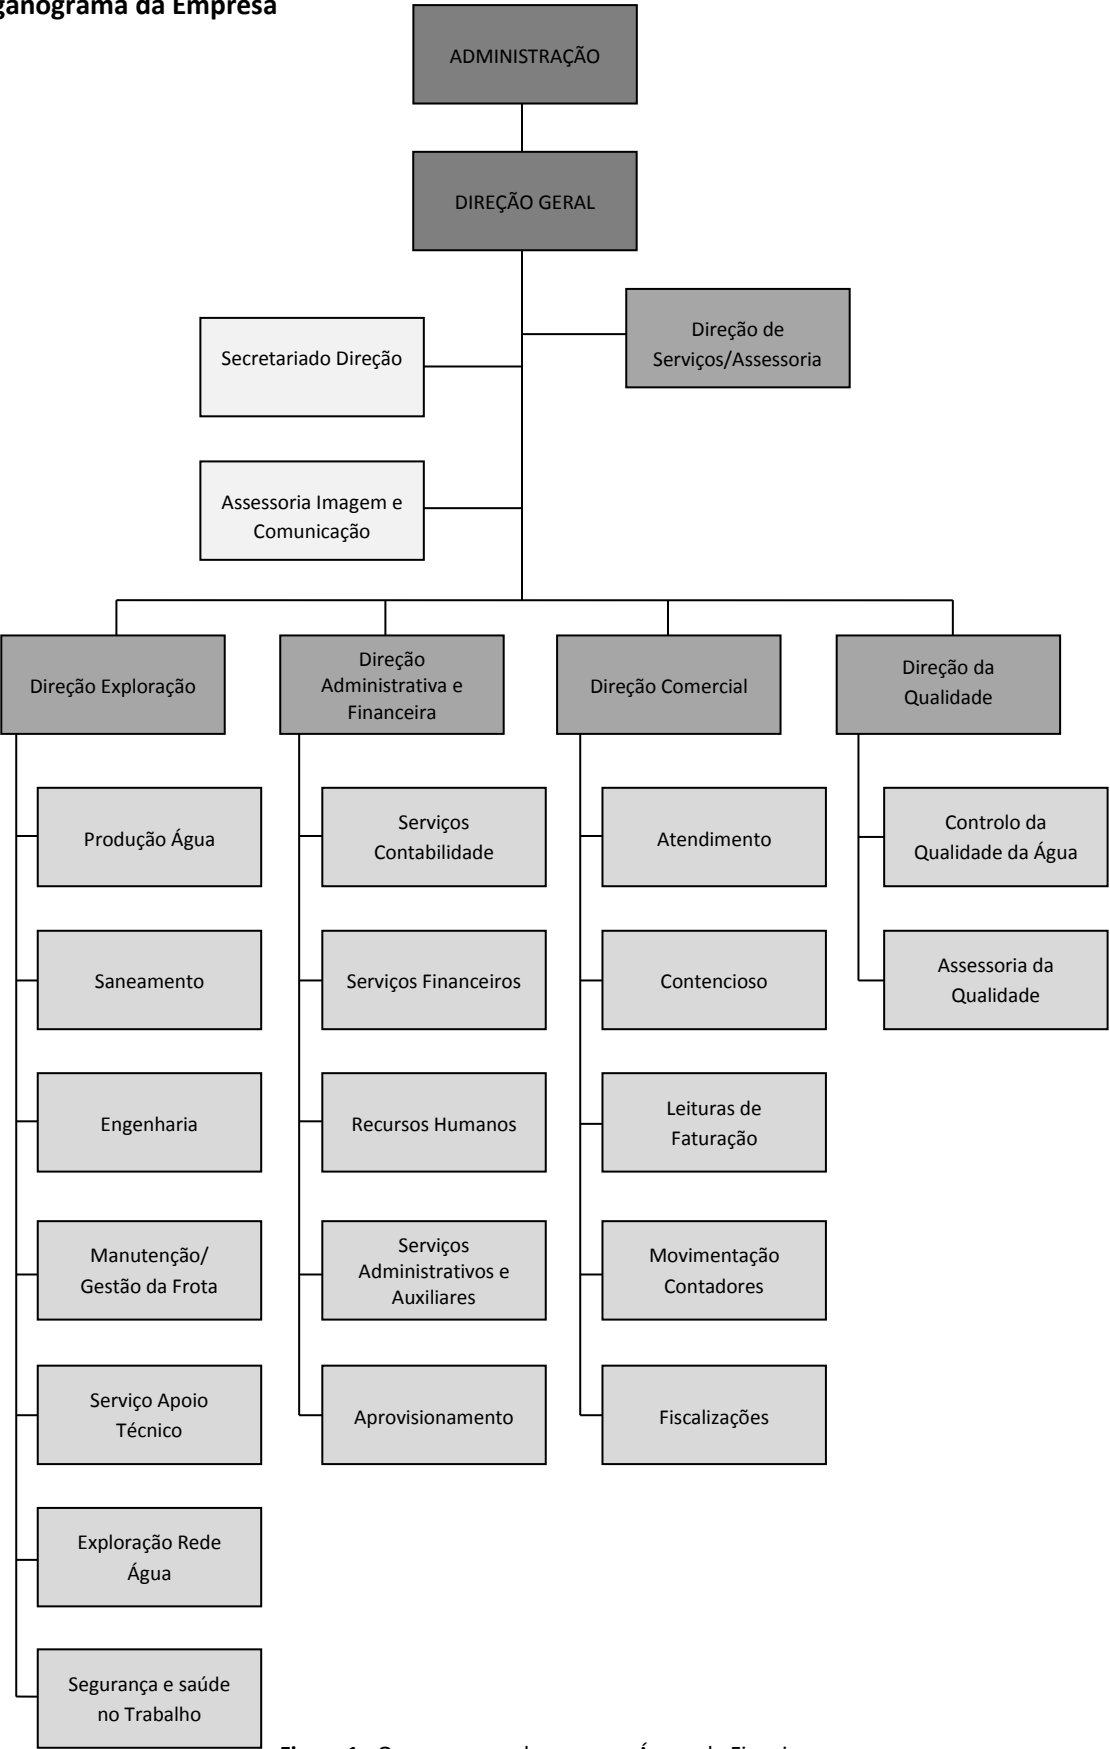 ganograma da Empresa
ADMINISTRAÇÃO
DIREÇÃO GERAL
Direção de
Serviços/Assessoria
Secretariado Direção
Assessoria Imagem e
Comunicação
Direção Exploração
Direção
Administrativa e
Financeira
Direção Comercial
Direção da
Qualidade
Produção Água
Saneamento
Engenharia
Manutenção/
Gestão da Frota
Serviço Apoio
Técnico
Exploração Rede
Água
Segurança e saúde
no Trabalho
Serviços
Contabilidade
Serviços Financeiros
Recursos Humanos
Serviços
Administrativos e
Auxiliares
Aprovisionamento
Atendimento
Contencioso
Leituras de
Faturação
Movimentação
Contadores
Fiscalizações
Controlo da
Qualidade da Água
Assessoria da
Qualidade